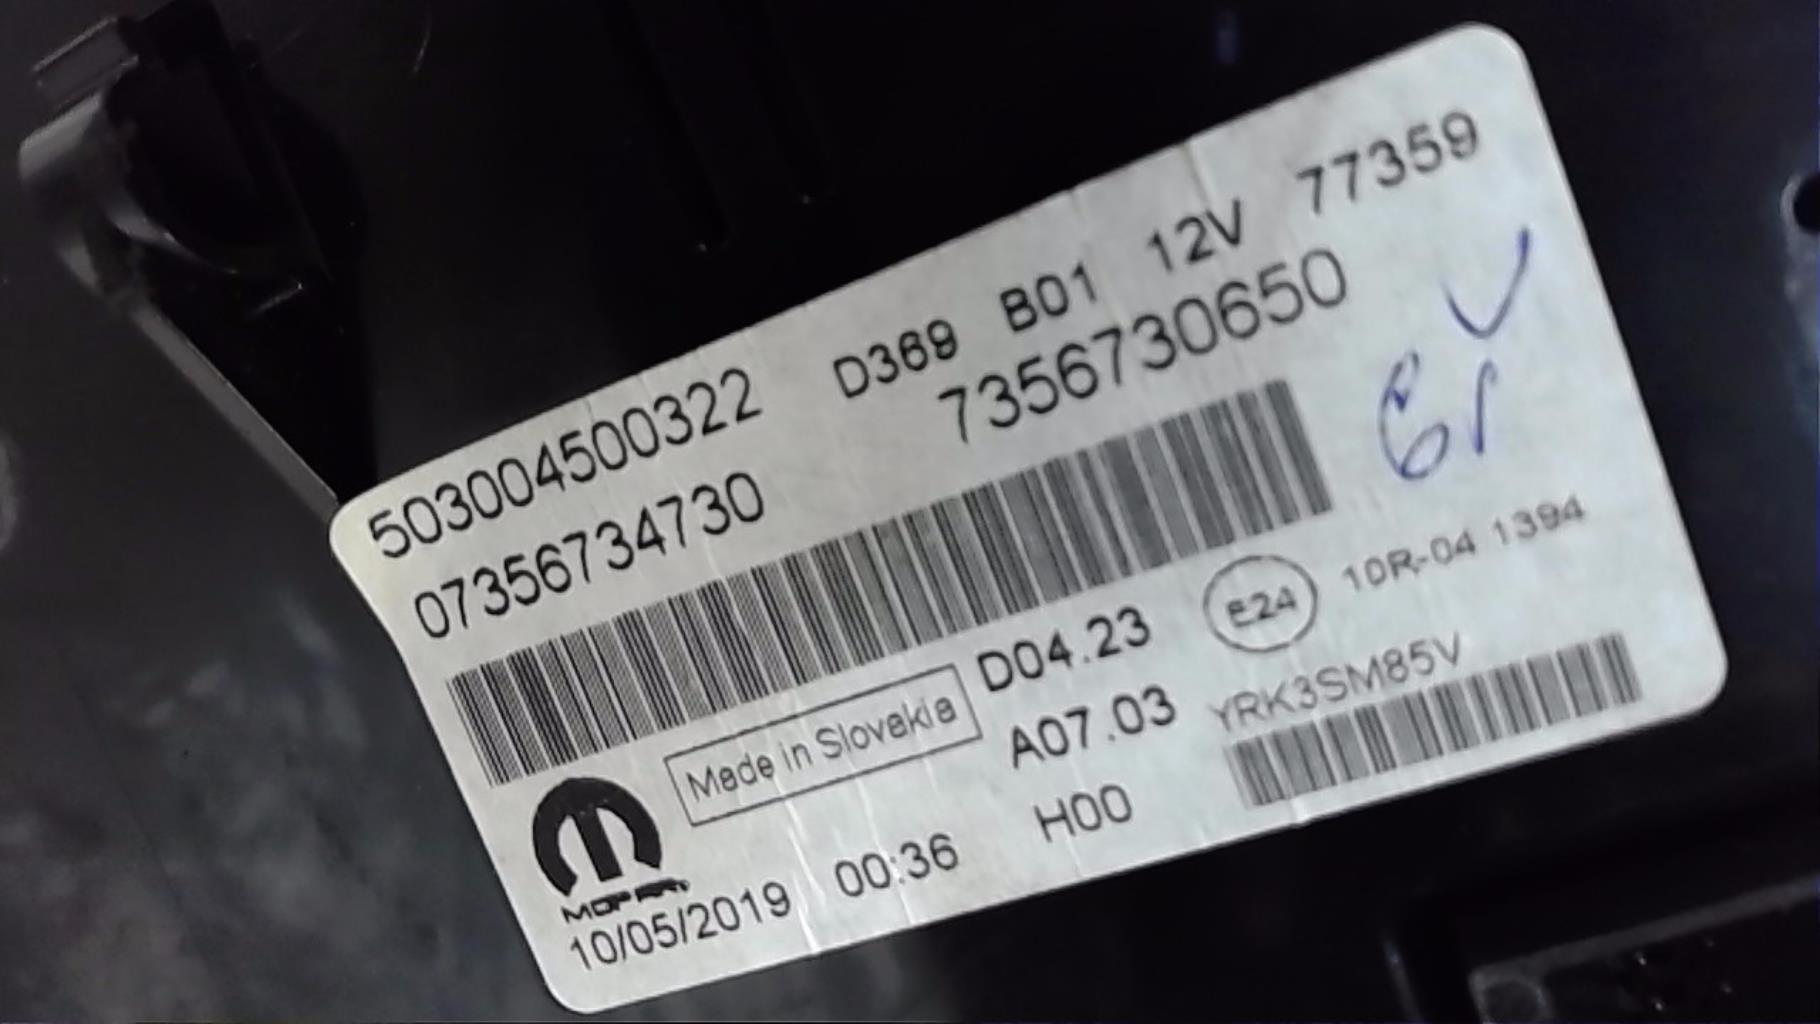 503004500322 D369 B01 12V 77359
07356734730 7356730650
E24 10R-04 1394
Made in Slovakia D04.23
A07.03 YRK3SM85V
H00
MOPAR
10/05/2019 00:36